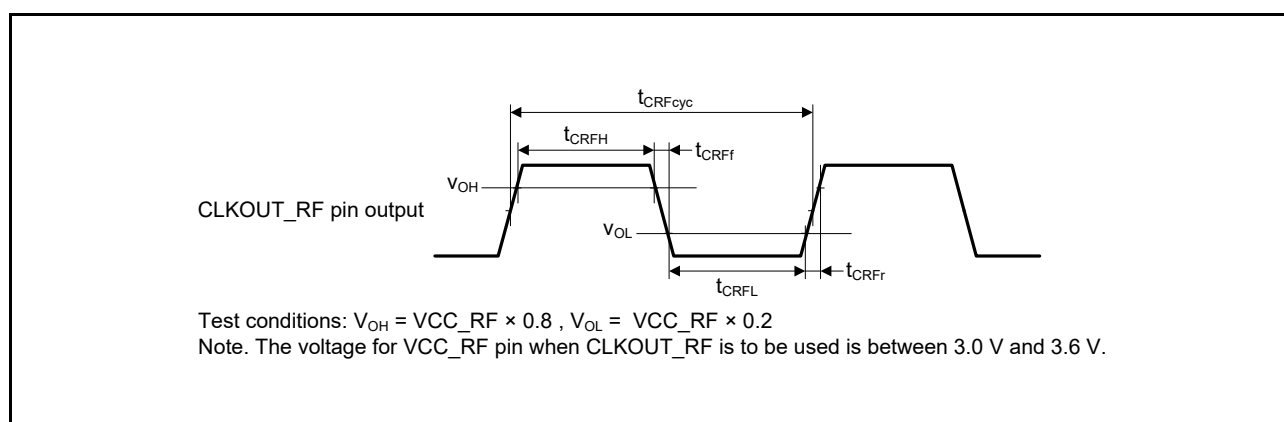 tCRFcyc
tCRFH
tCRFf
VOH
CLKOUT_RF pin output
VOL
tCRFr
tCRFL
Test conditions: VOH = VCC_RF × 0.8 , VOL = VCC_RF × 0.2
Note. The voltage for VCC_RF pin when CLKOUT_RF is to be used is between 3.0 V and 3.6 V.